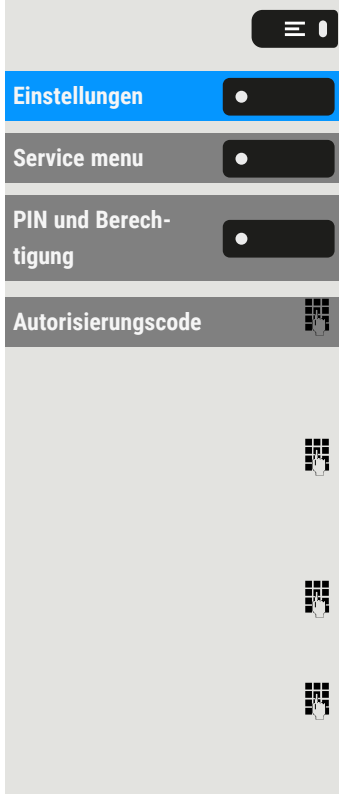 Einstellungen
Service menu
PIN und Berech-
tigung
Autorisierungscode